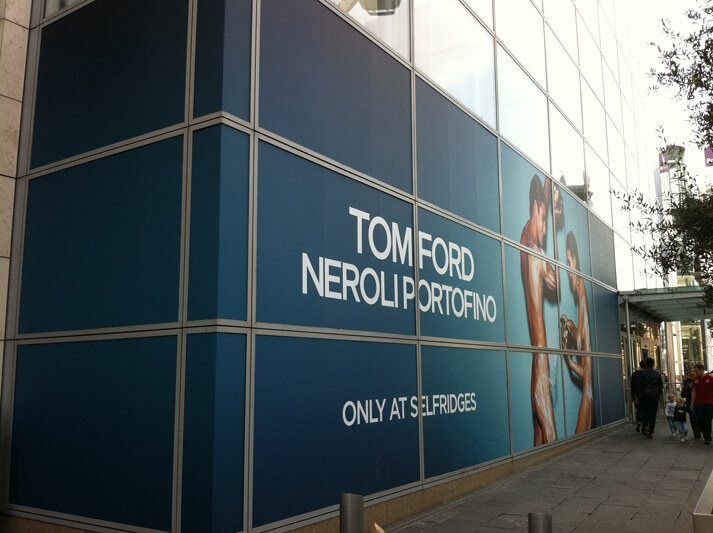 TOM FORD
NEROLI PORTOFINO
ONLY AT SELFRIDGES